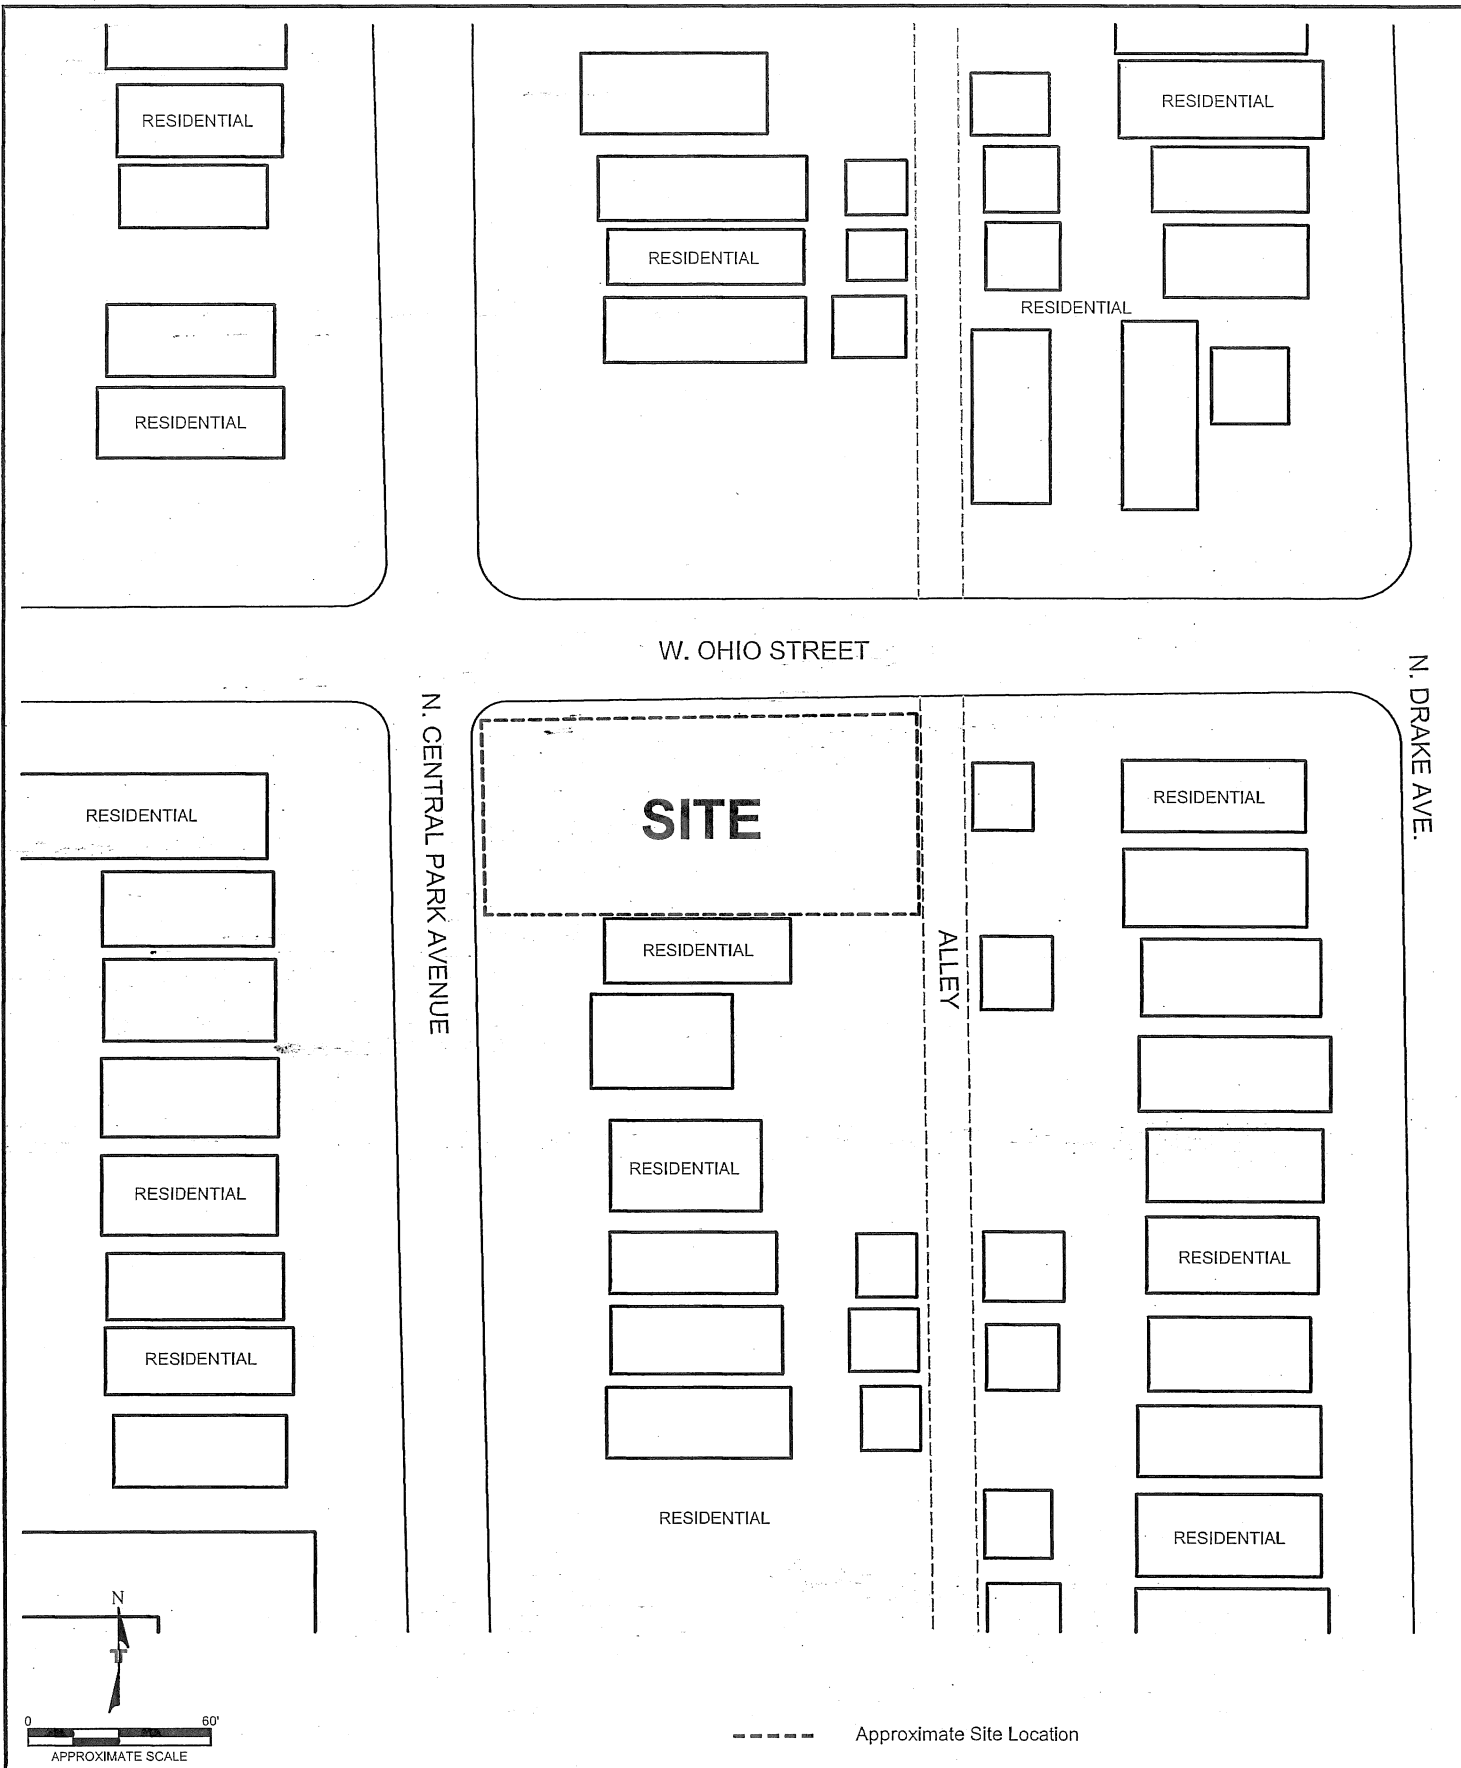 RESIDENTIAL
RESIDENTIAL
RESIDENTIAL
RESIDENTIAL
RESIDENTIAL
W. OHIO STREET
N. DRAKE AVE.
N. CENTRAL PARK AVENUE
SITE
RESIDENTIAL
RESIDENTIAL
RESIDENTIAL
ALLEY
RESIDENTIAL
RESIDENTIAL
RESIDENTIAL
RESIDENTIAL
RESIDENTIAL
RESIDENTIAL
N
0 60'
APPROXIMATE SCALE
Approximate Site Location